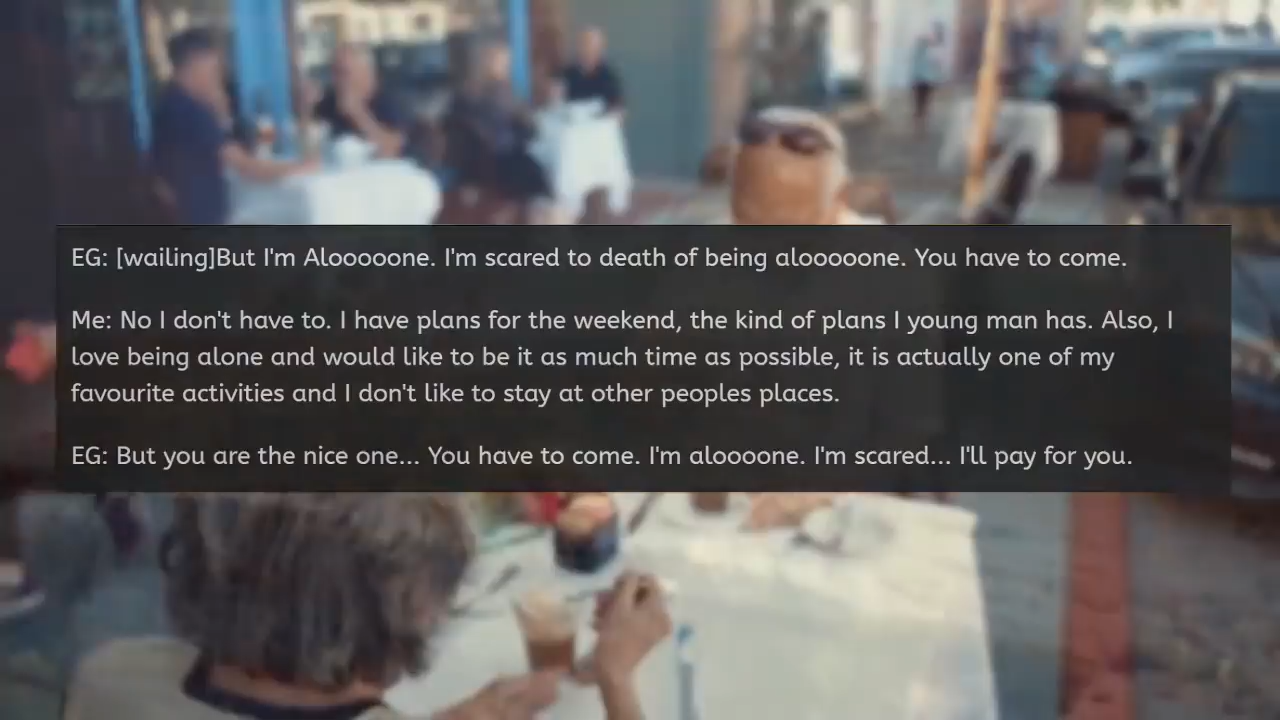 EG: [wailing]But I'm Alooooone. I'm scared to death of being alooooone. You have to come.
Me: No I don't have to. I have plans for the weekend, the kind of plans I young man has. Also, I
love being alone and would like to be it as much time as possible, it is actually one of my
favourite activities and I don't like to stay at other peoples places.
EG: But you are the nice one... You have to come. I'm aloooone. I'm scared... I'll pay for you.